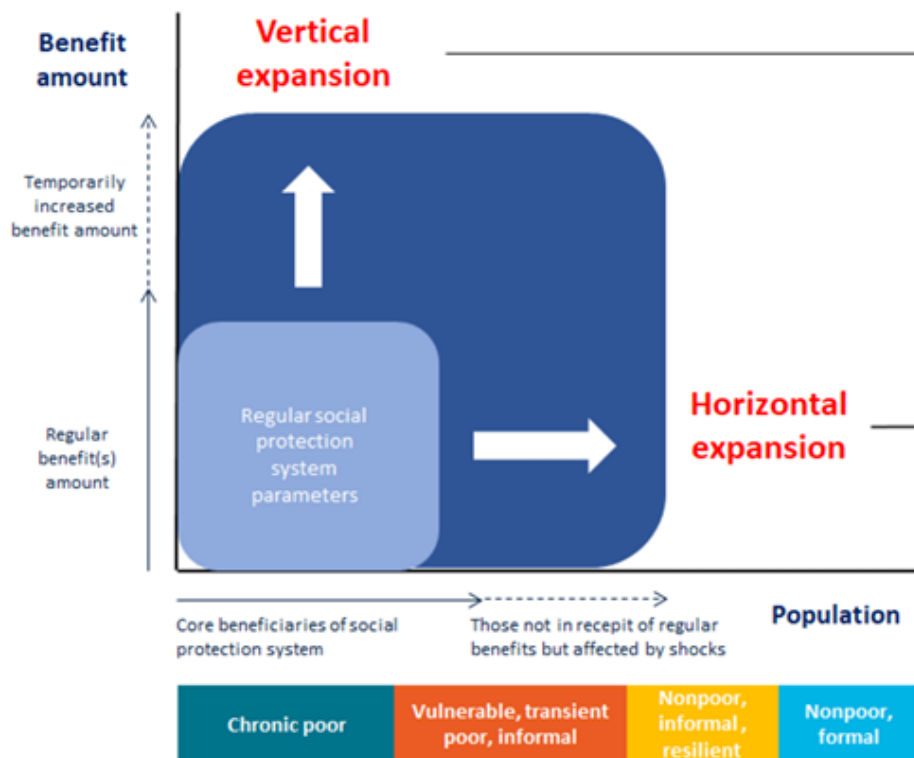 Benefit
amount
Vertical
expansion
Temporarily
increased
benefit amount
Regular
benefit(s)
amount
Regular social
protection
system
parameters
Horizontal
expansion
Core beneficiaries of social
protection system
Those not in recepit of regular
benefits but affected by shocks
Population
Chronic poor
Vulnerable, transient
poor, informal
Nonpoor,
informal ,
resilient
Nonpoor,
formal